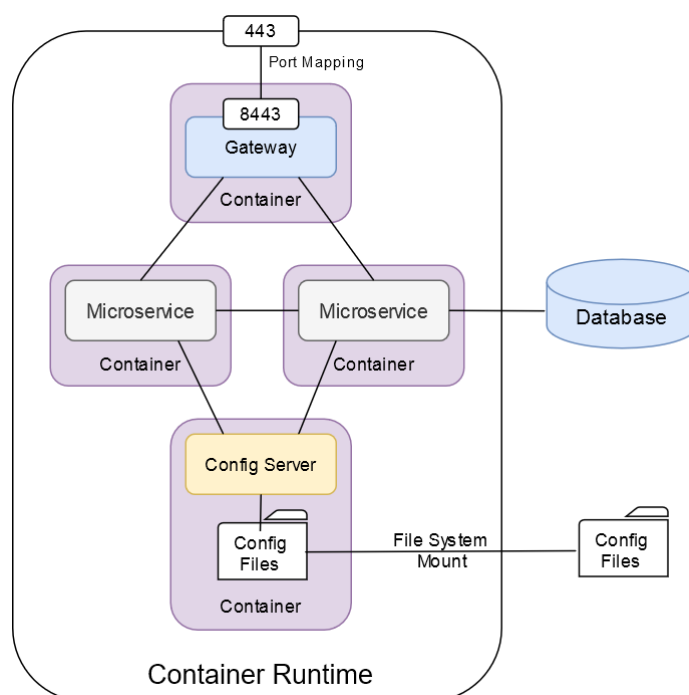 443
Port Mapping
8443
Gateway
Container
Microservice
Container
Microservice
Container
Database
Config Server
Config
Files
Container
File System
Mount
Config
Files
Container Runtime